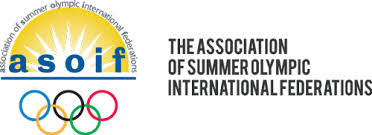 association of summer olympic international federations
asoif
THE ASSOCIATION
OF SUMMER OLYMPIC
INTERNATIONAL FEDERATIONS